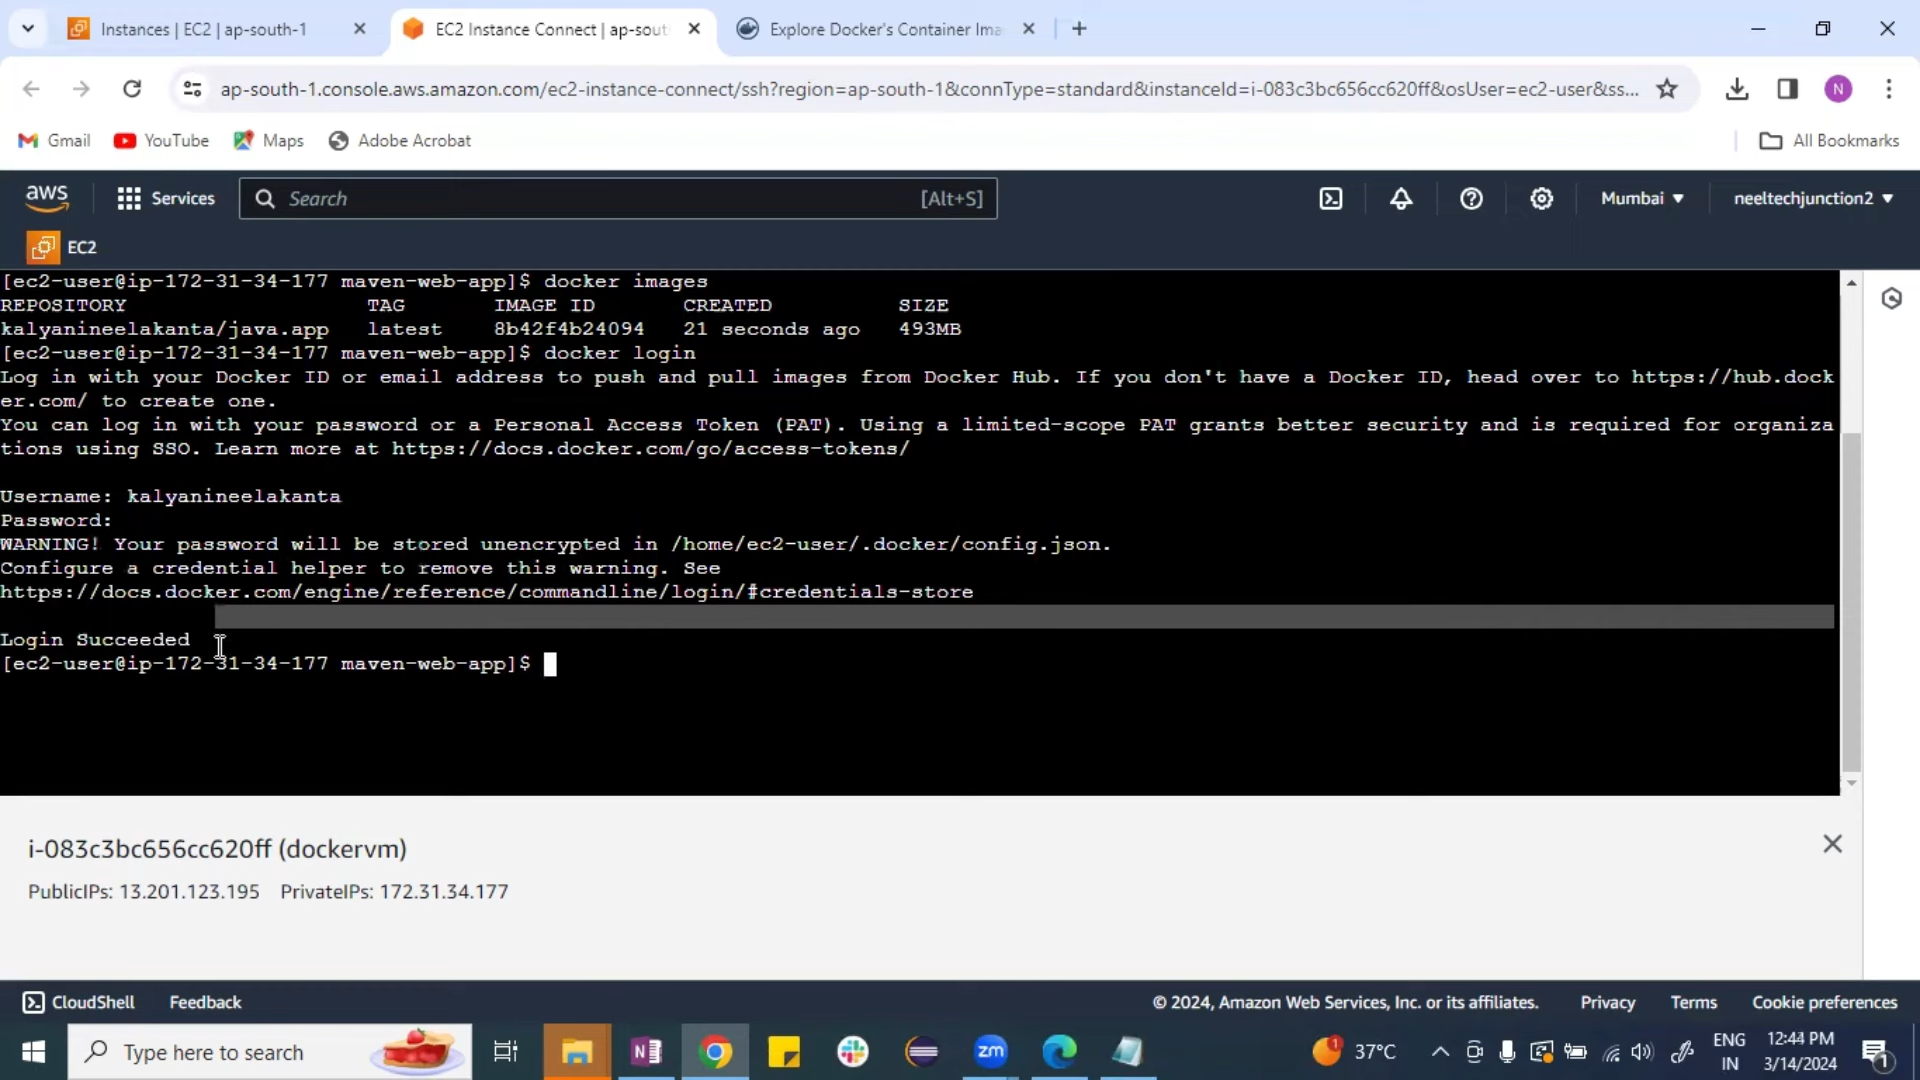 Instances | EC2 | ap-south-1
EC2 Instance Connect | ap-sout
Explore Docker's Container Ima
ap-south-1.console.aws.amazon.com/ec2-instance-connect/ssh?region=ap-south-1&connType=standard&instanceId=i-083c3bc656cc620ff&osUser=ec2-user&ss...
N
Gmail
YouTube
Maps
Adobe Acrobat
All Bookmarks
aws
Services
Search
[Alt+S]
Mumbai
neeltechjunction2
EC2
[ec2-user@ip-172-31-34-177 maven-web-app]$ docker images
REPOSITORY TAG IMAGE ID CREATED SIZE
kalyanineelakanta/java.app latest 8b42f4b24094 21 seconds ago 493MB
[ec2-user@ip-172-31-34-177 maven-web-app]$ docker login
Log in with your Docker ID or email address to push and pull images from Docker Hub. If you don't have a Docker ID, head over to https://hub.dock
er.com/ to create one.
You can log in with your password or a Personal Access Token (PAT). Using a limited-scope PAT grants better security and is required for organiza
tions using SSO. Learn more at https://docs.docker.com/go/access-tokens/
Username: kalyanineelakanta
Password:
WARNING! Your password will be stored unencrypted in /home/ec2-user/.docker/config.json.
Configure a credential helper to remove this warning. See
https://docs.docker.com/engine/reference/commandline/login/#credentials-store
Login Succeeded
[ec2-user@ip-172-31-34-177 maven-web-app]$
i-083c3bc656cc620ff (dockervm)
PublicIPs: 13.201.123.195 PrivateIPs: 172.31.34.177
CloudShell
Feedback
© 2024, Amazon Web Services, Inc. or its affiliates.
Privacy
Terms
Cookie preferences
Type here to search
N
zm
1
37°C
ENG
IN
12:44 PM
3/14/2024
1